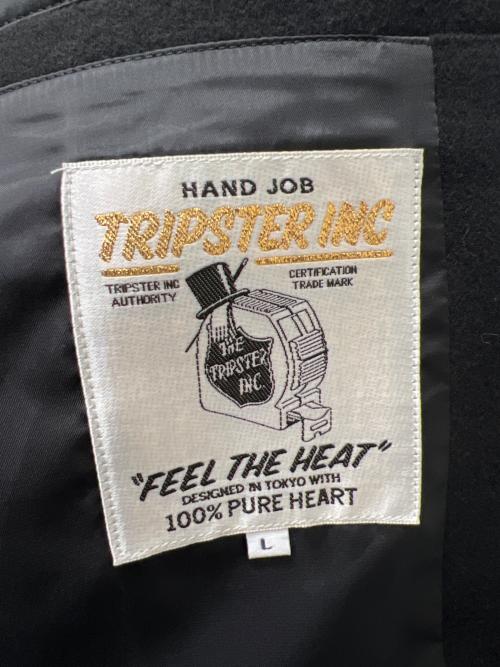 HAND JOB
TRIPSTER INC
TRIPSTER INC
AUTHORITY
CERTIFICATION
TRADE MARK
THE
TRIPSTER
INC.
"FEEL THE HEAT"
DESIGNED IN TOKYO WITH
100% PURE HEART
L